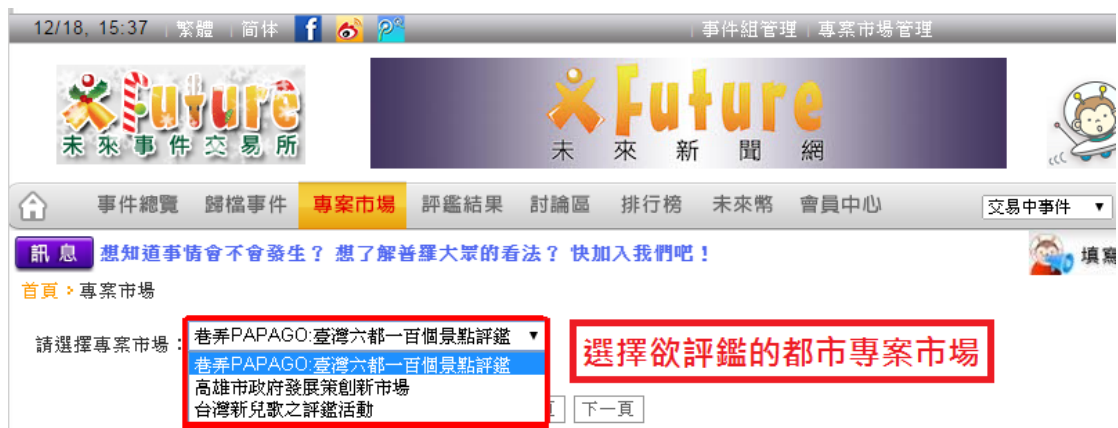 12/18, 15:37 繁體 简体 事件組管理 專案市場管理
Future
未來事件交易所
Future
未來新聞網
事件總覽 歸檔事件 專案市場 評鑑結果 討論區 排行榜 未來幣 會員中心 交易中事件
訊息 想知道事情會不會發生？想了解普羅大眾的看法？快加入我們吧！ 填寫
首頁 專案市場
請選擇專案市場： 巷弄PAPAGO:臺灣六都一百個景點評鑑
選擇欲評鑑的都市專案市場
巷弄PAPAGO:臺灣六都一百個景點評鑑
高雄市政府發展策創新市場
台灣新兒歌之評鑑活動
下一頁